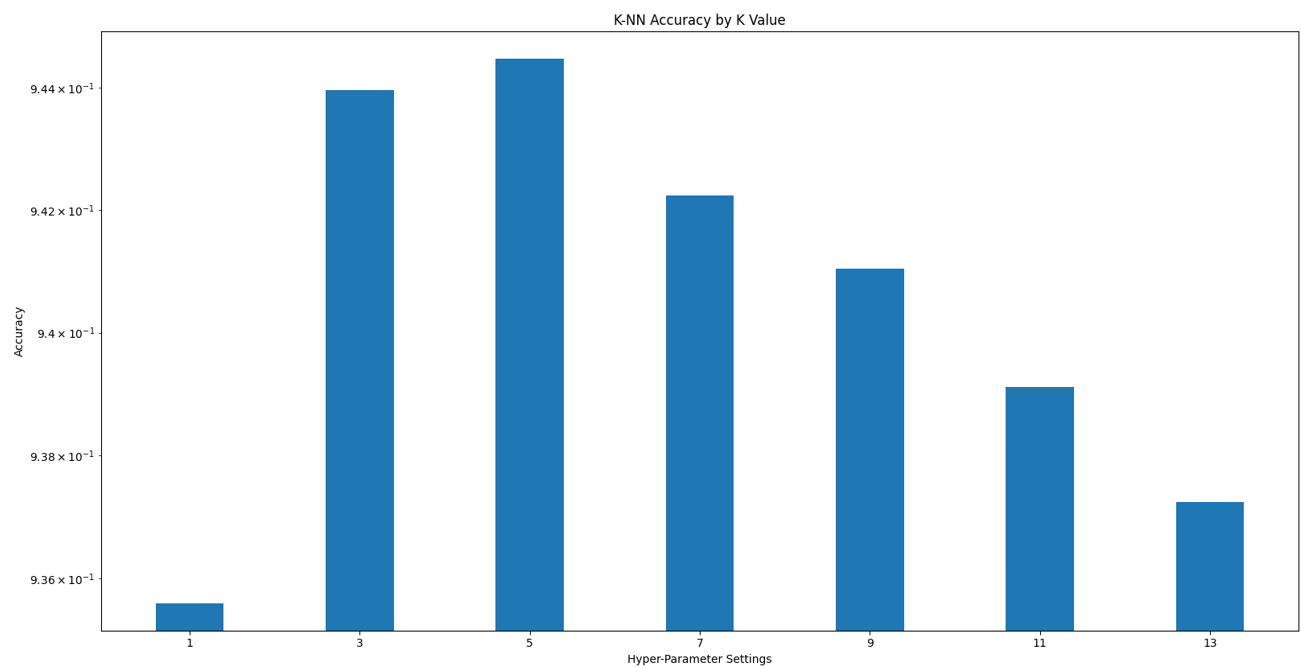 K-NN Accuracy by K Value
9.44 × 10⁻¹
9.42 × 10⁻¹
9.4 × 10⁻¹
9.38 × 10⁻¹
9.36 × 10⁻¹
Accuracy
1 3 5 7 9 11 13
Hyper-Parameter Settings